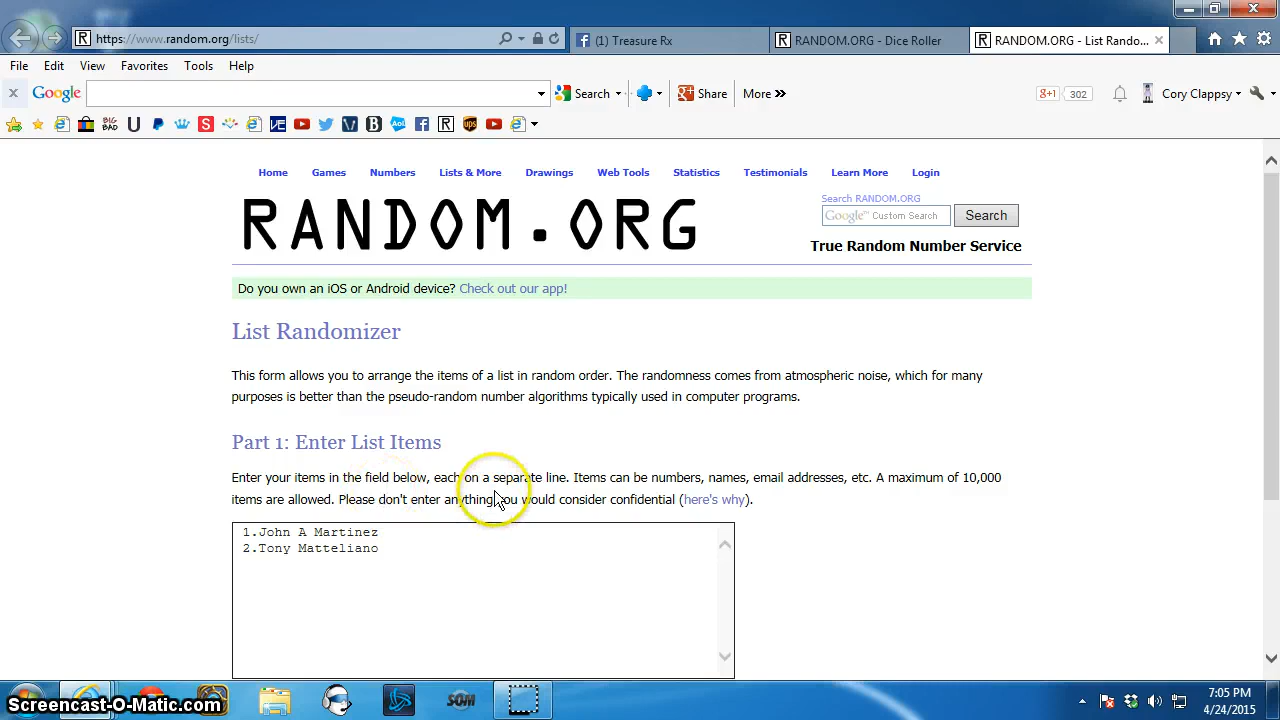 https://www.random.org/lists/
(1) Treasure Rx
RANDOM.ORG - Dice Roller
RANDOM.ORG - List Rando...
File Edit View Favorites Tools Help
Google
Search
Share
More »
302
Cory Clappsy
Home Games Numbers Lists & More Drawings Web Tools Statistics Testimonials Learn More Login
RANDOM.ORG
Search RANDOM.ORG
Google™ Custom Search
Search
True Random Number Service
Do you own an iOS or Android device? Check out our app!
List Randomizer
This form allows you to arrange the items of a list in random order. The randomness comes from atmospheric noise, which for many
purposes is better than the pseudo-random number algorithms typically used in computer programs.
Part 1: Enter List Items
Enter your items in the field below, each on a separate line. Items can be numbers, names, email addresses, etc. A maximum of 10,000
items are allowed. Please don't enter anything you would consider confidential (here's why).
1.John A Martinez
2.Tony Matteliano
Screencast-O-Matic.com
SOM
7:05 PM
4/24/2015